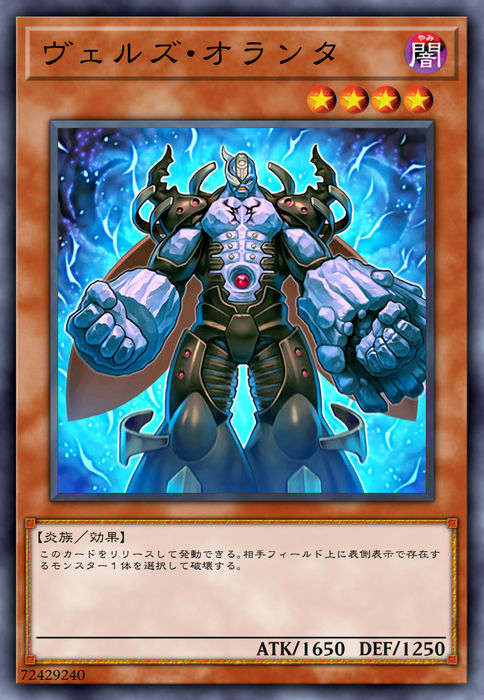 ヴェルズ・オランタ
やみ
闇
【炎族／効果】
このカードをリリースして発動できる。相手フィールド上に表側表示で存在す
るモンスター１体を選択して破壊する。
ATK/1650 DEF/1250
72429240